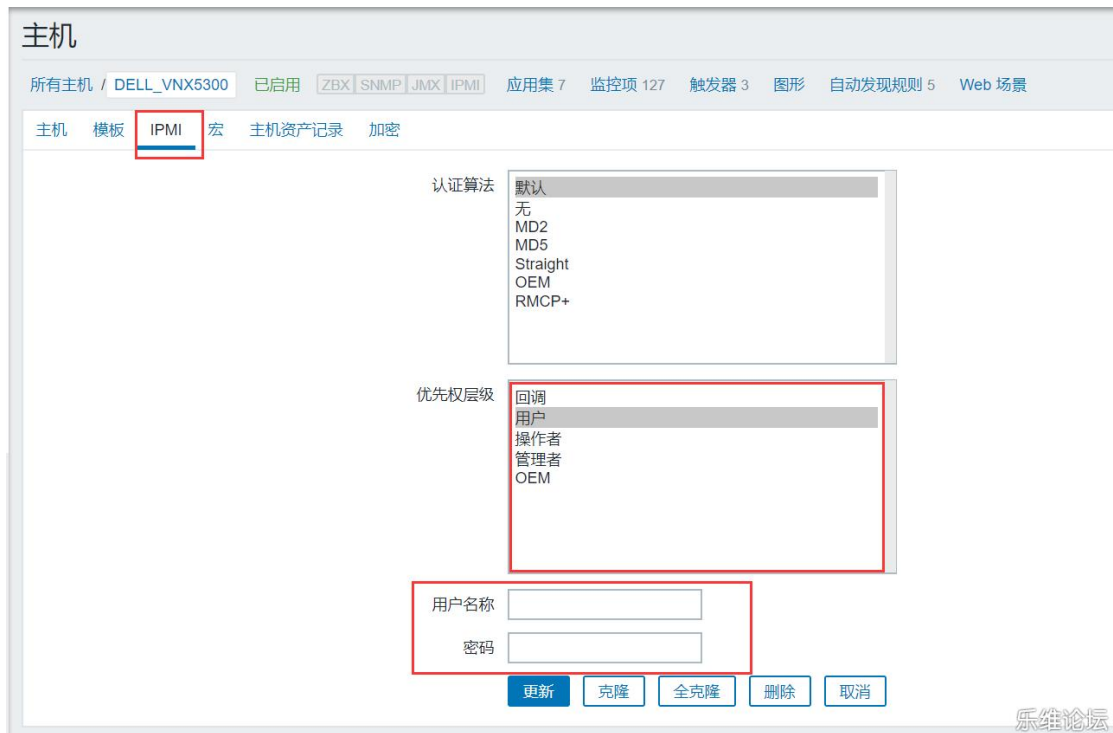 主机
所有主机 / DELL_VNX5300 已启用 ZBX SNMP JMX IPMI 应用集 7 监控项 127 触发器 3 图形 自动发现规则 5 Web 场景
主机 模板 IPMI 宏 主机资产记录 加密
认证算法
默认
无
MD2
MD5
Straight
OEM
RMCP+
优先权层级
回调
用户
操作者
管理者
OEM
用户名称
密码
更新 克隆 全克隆 删除 取消
乐维论坛